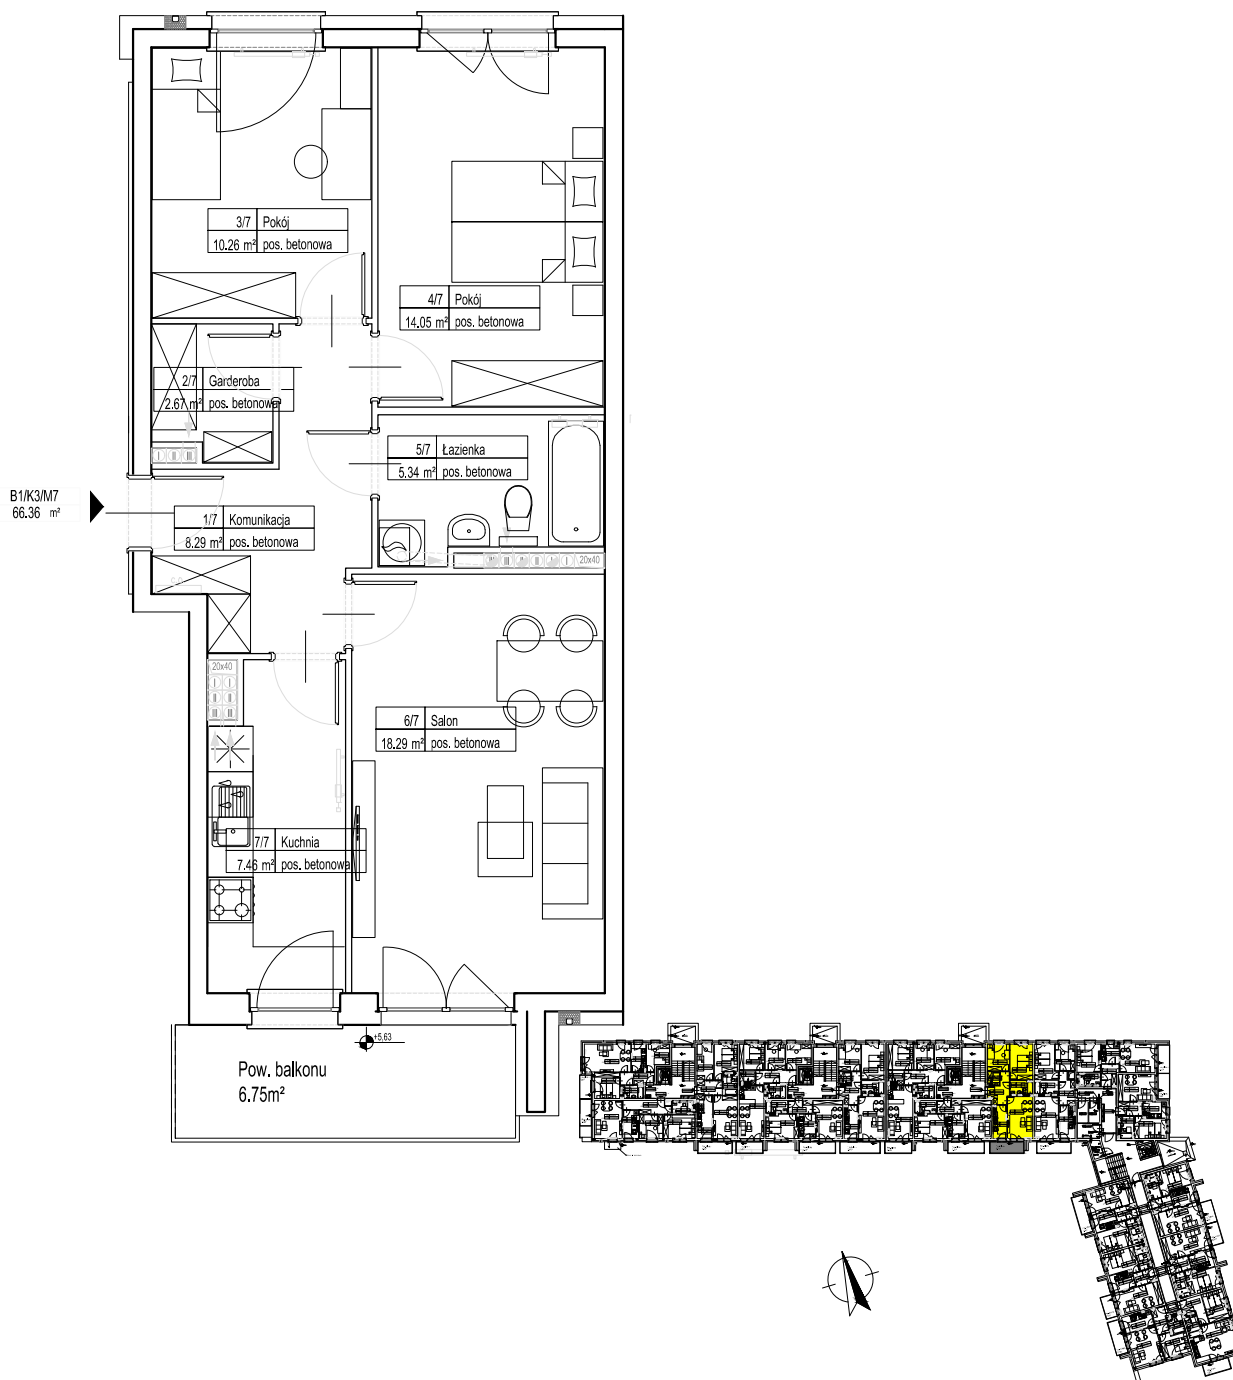 3/7 Pokój
10.26 m² pos. betonowa
4/7 Pokój
14.05 m² pos. betonowa
2/7 Garderoba
2.67 m² pos. betonowa
5/7 Łazienka
5.34 m² pos. betonowa
B1/K3/M7
66.36 m²
1/7 Komunikacja
8.29 m² pos. betonowa
20x40
20x40
6/7 Salon
18.29 m² pos. betonowa
7/7 Kuchnia
7.46 m² pos. betonowa
+5,63
Pow. balkonu
6.75m²